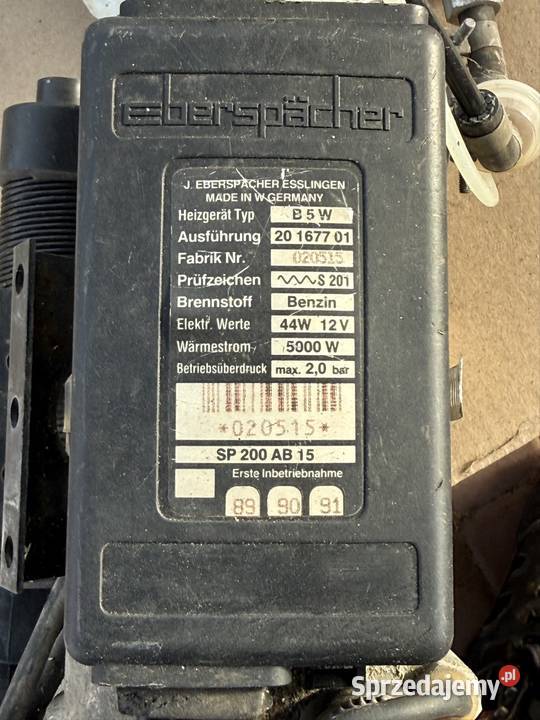 eberspächer
J. EBERSPÄCHER ESSLINGEN
MADE IN W GERMANY
Heizgerät Typ B 5 W
Ausführung 20 1677 01
Fabrik Nr. 020515
Prüfzeichen S 201
Brennstoff Benzin
Elektr. Werte 44W 12 V
Wärmestrom 5000 W
Betriebsüberdruck max. 2,0 bar
*020515*
SP 200 AB 15
Erste Inbetriebnahme
89 90 91
Sprzedajemy.pl